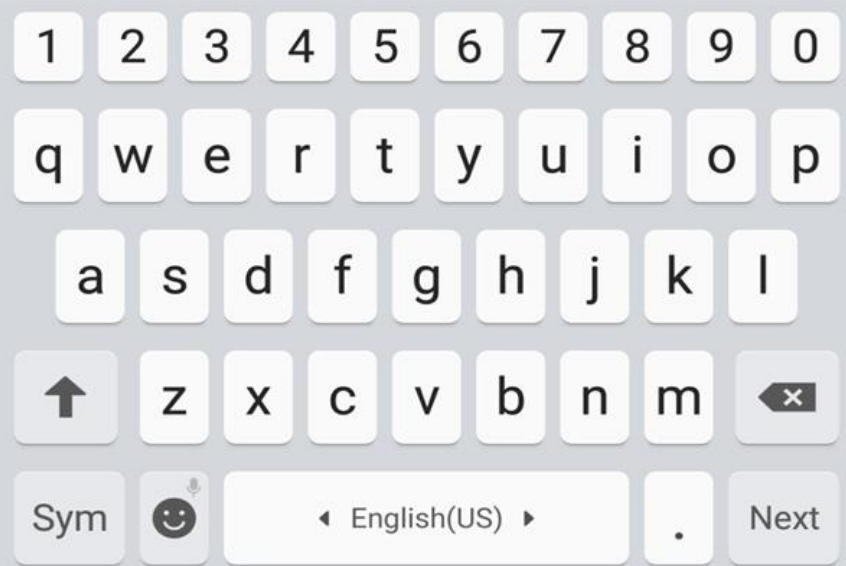 1 2 3 4 5 6 7 8 9 0
q w e r t y u i o p
a s d f g h j k l
z x c v b n m
Sym English(US) . Next